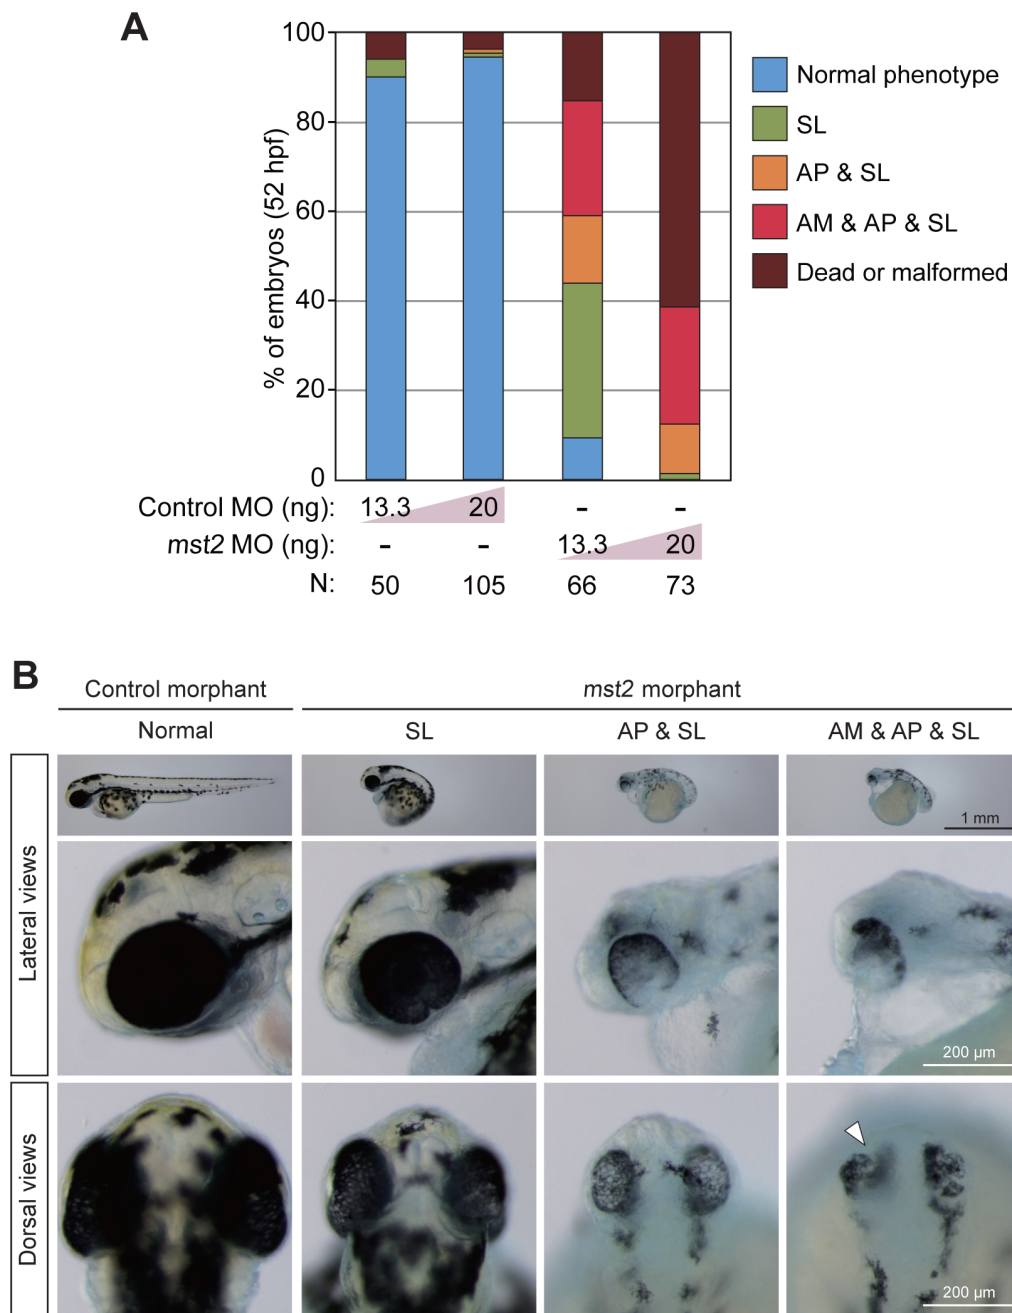 A
100
80
60
40
20
0
% of embryos (52 hpf)
Normal phenotype
SL
AP & SL
AM & AP & SL
Dead or malformed
Control MO (ng): 13.3 20 - -
mst2 MO (ng): - - 13.3 20
N: 50 105 66 73
B
Control morphant mst2 morphant
Normal SL AP & SL AM & AP & SL
Lateral views
1 mm
200 µm
Dorsal views
200 µm